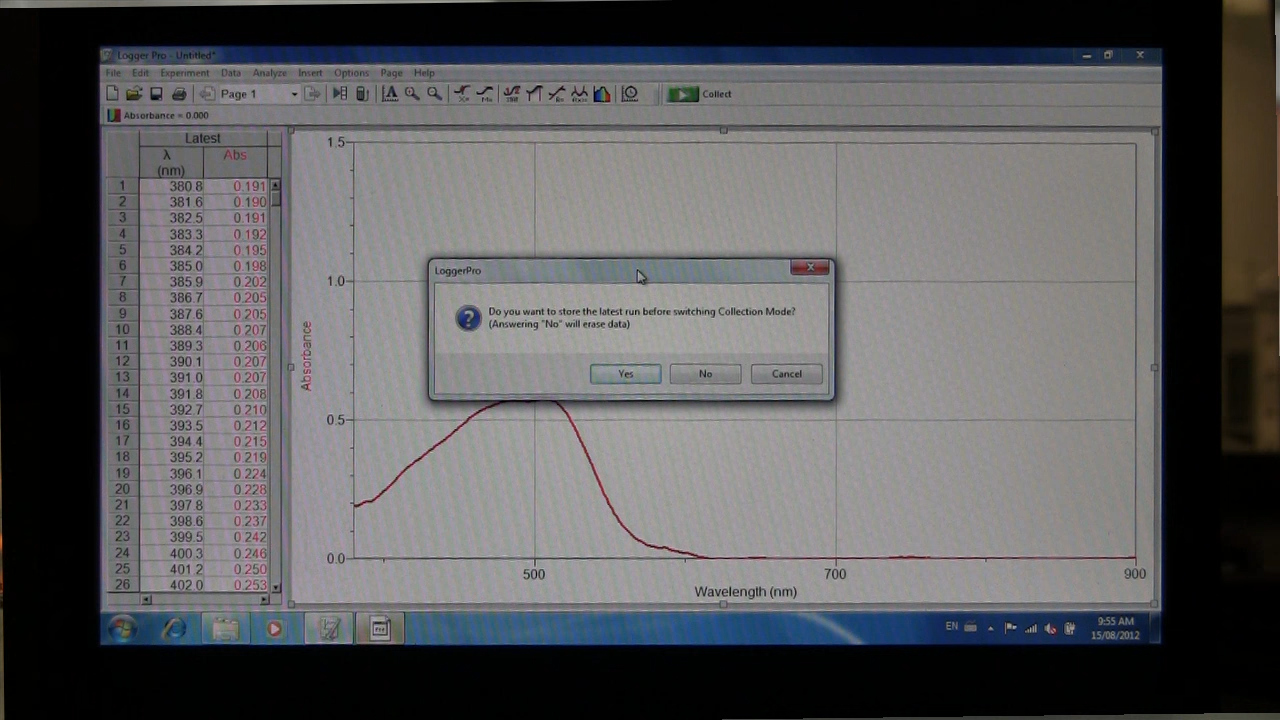 Logger Pro - Untitled*
File Edit Experiment Data Analyze Insert Options Page Help
Page 1
Collect
Absorbance = 0.000
Latest
λ Abs
(nm)
1 380.8 0.191
2 381.6 0.190
3 382.5 0.191
4 383.3 0.192
5 384.2 0.195
6 385.0 0.198
7 385.9 0.202
8 386.7 0.205
9 387.6 0.205
10 388.4 0.207
11 389.3 0.206
12 390.1 0.207
13 391.0 0.207
14 391.8 0.208
15 392.7 0.210
16 393.5 0.212
17 394.4 0.215
18 395.2 0.219
19 396.1 0.224
20 396.9 0.228
21 397.8 0.233
22 398.6 0.237
23 399.5 0.242
24 400.3 0.246
25 401.2 0.250
26 402.0 0.253
1.5
1.0
0.5
0.0
Absorbance
500 700 900
Wavelength (nm)
LoggerPro
Do you want to store the latest run before switching Collection Mode?
(Answering "No" will erase data)
Yes No Cancel
EN
9:55 AM
15/08/2012